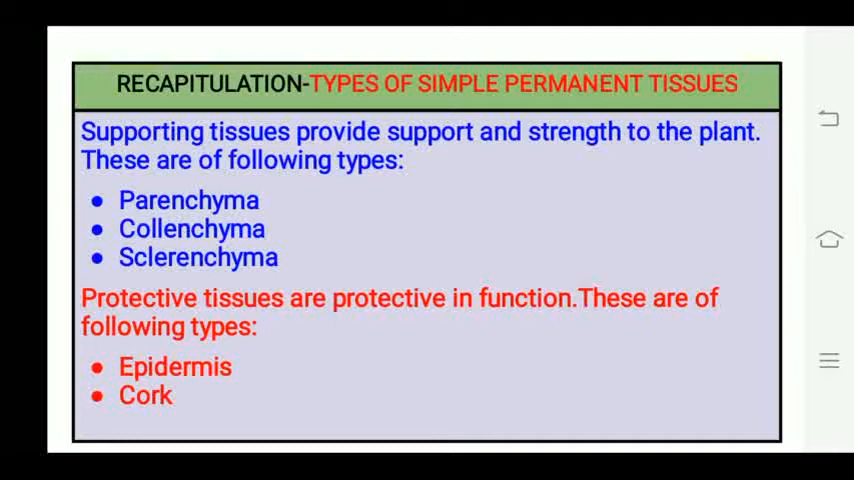 RECAPITULATION-TYPES OF SIMPLE PERMANENT TISSUES
Supporting tissues provide support and strength to the plant.
These are of following types:
● Parenchyma
● Collenchyma
● Sclerenchyma
Protective tissues are protective in function.These are of
following types:
● Epidermis
● Cork